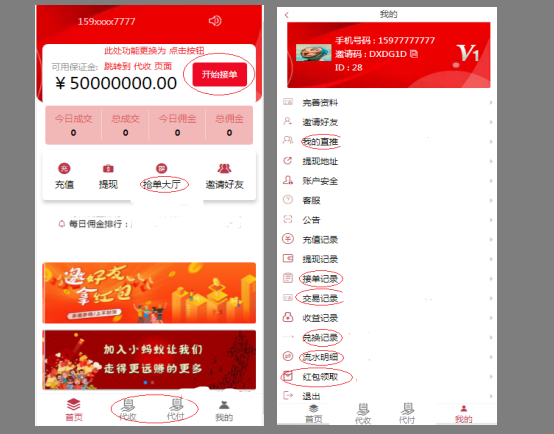 159xxxx7777
此处功能更换为 点击按钮
可用保证金: 跳转到 代收 页面
¥ 50000000.00
开始接单
今日成交 总成交 今日佣金 总佣金
0 0 0 0
充值 提现 抢单大厅 邀请好友
每日佣金排行:
邀好友
拿红包
加入小蚂蚁让我们
走得更远赚的更多
首页 代收 代付 我的
我的
手机号码 : 15977777777
邀请码 : DXDG1D
ID : 28
V1
完善资料
邀请好友
我的直推
提现地址
账户安全
客服
公告
充值记录
提现记录
接单记录
交易记录
收益记录
兑换记录
流水明细
红包领取
退出
首页 代收 代付 我的